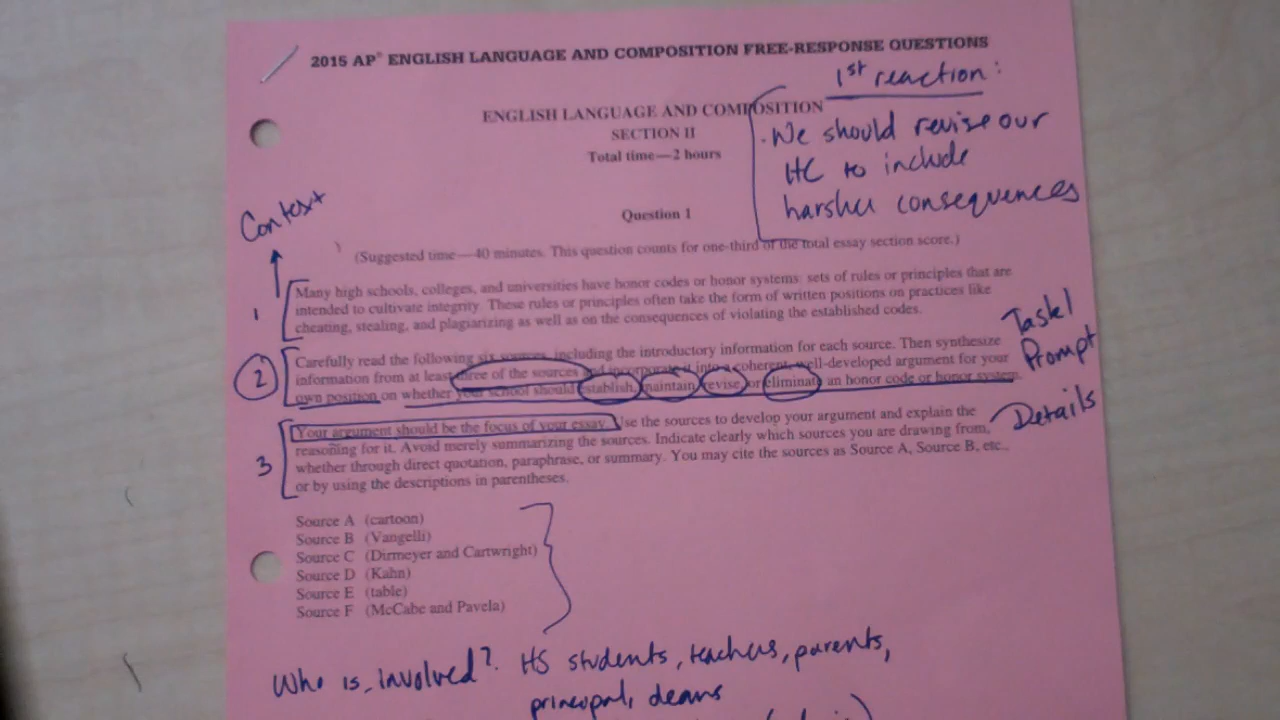 2015 AP® ENGLISH LANGUAGE AND COMPOSITION FREE-RESPONSE QUESTIONS
1st reaction:
ENGLISH LANGUAGE AND COMPOSITION
SECTION II
Total time—2 hours
. We should revise our
HC to include
harsher consequences
Question 1
Context
(Suggested time—40 minutes. This question counts for one-third of the total essay section score.)
1
Many high schools, colleges, and universities have honor codes or honor systems: sets of rules or principles that are
intended to cultivate integrity. These rules or principles often take the form of written positions on practices like
cheating, stealing, and plagiarizing as well as on the consequences of violating the established codes.
Task/
Prompt
2
Carefully read the following six sources, including the introductory information for each source. Then synthesize
information from at least three of the sources and incorporate it into a coherent, well-developed argument for your
own position on whether your school should establish, maintain, revise, or eliminate an honor code or honor system.
Details
3
Your argument should be the focus of your essay. Use the sources to develop your argument and explain the
reasoning for it. Avoid merely summarizing the sources. Indicate clearly which sources you are drawing from,
whether through direct quotation, paraphrase, or summary. You may cite the sources as Source A, Source B, etc.,
or by using the descriptions in parentheses.
Source A (cartoon)
Source B (Vangelli)
Source C (Dirmeyer and Cartwright)
Source D (Kahn)
Source E (table)
Source F (McCabe and Pavela)
Who is involved? HS students, teachers, parents,
principal, deans